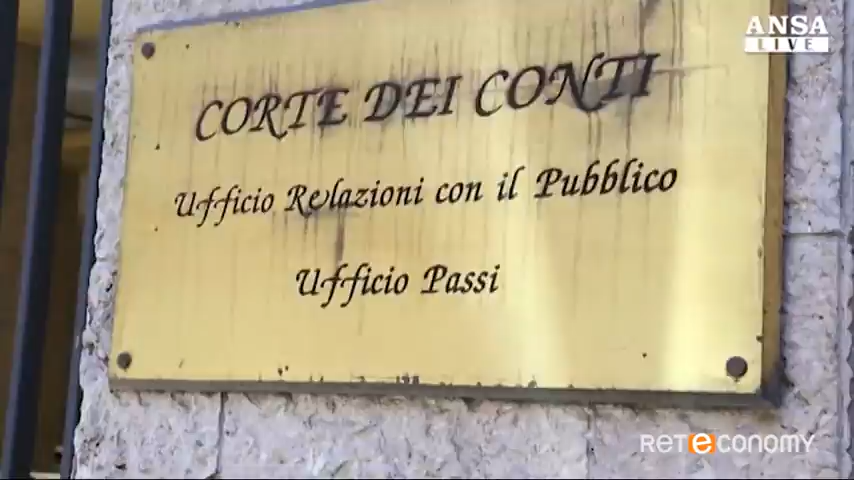 ANSA
LIVE
CORTE DEI CONTI
Ufficio Relazioni con il Pubblico
Ufficio Passi
RETeCONOMY